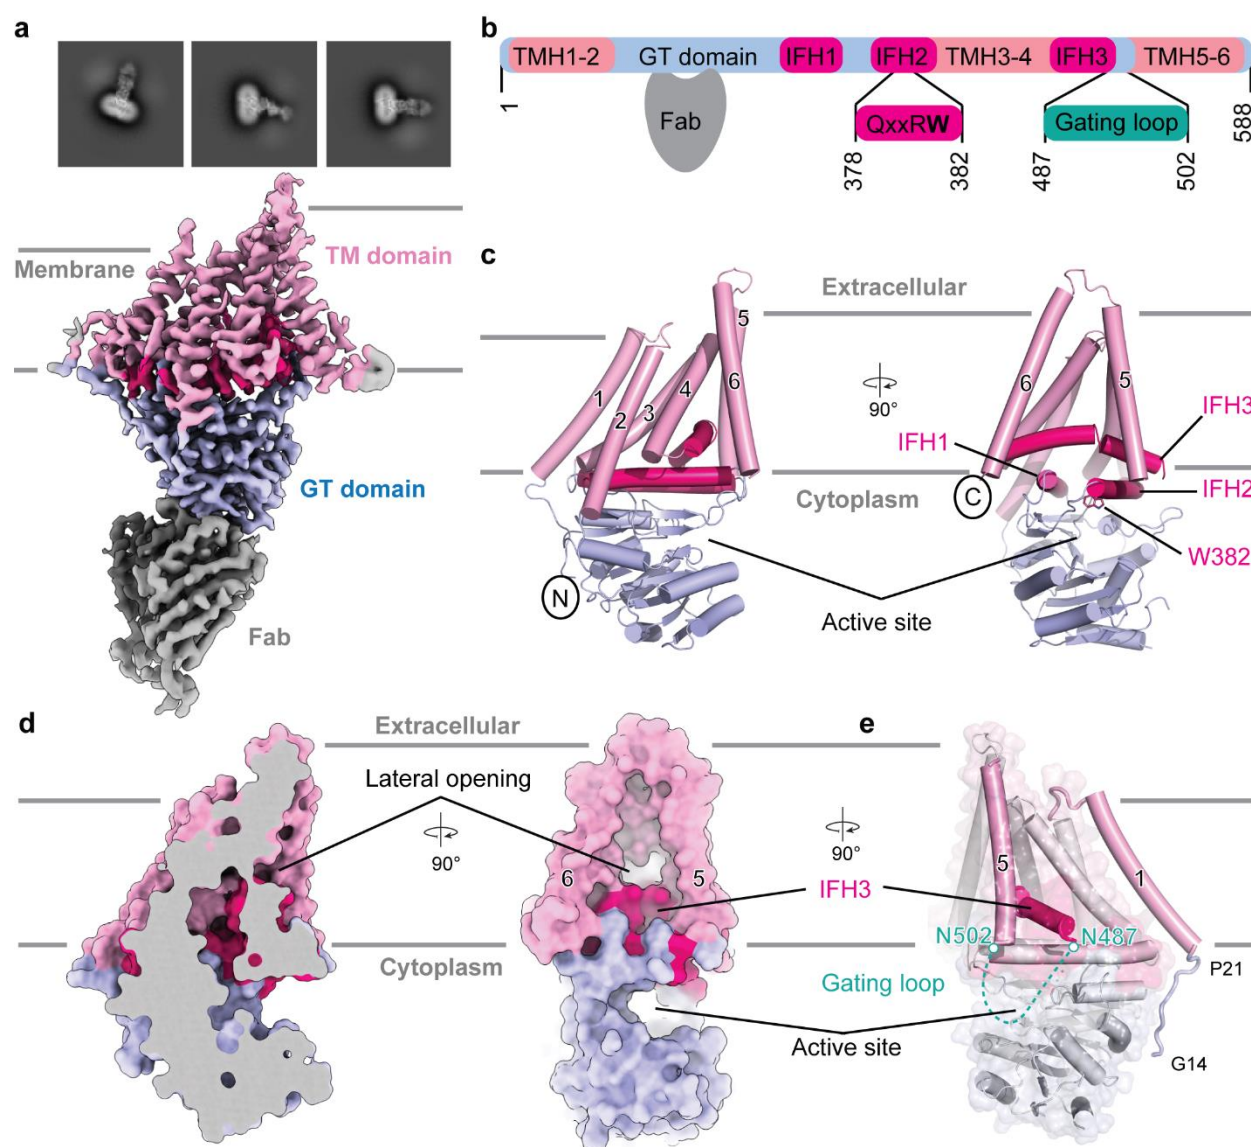 a
Membrane
TM domain
GT domain
Fab
b
TMH1-2
GT domain
IFH1
IFH2
TMH3-4
IFH3
TMH5-6
1
Fab
QxxRW
Gating loop
588
378
382
487
502
c
Extracellular
5
1
2
3
4
6
90°
6
5
IFH3
IFH1
Cytoplasm
C
IFH2
W382
N
Active site
d
Extracellular
Lateral opening
90°
6
5
IFH3
Cytoplasm
Active site
e
90°
5
1
N502
N487
Gating loop
P21
G14